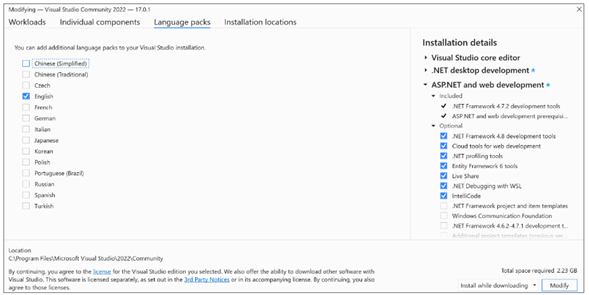 Modifying — Visual Studio Community 2022 — 17.0.1
Workloads Individual components Language packs Installation locations
You can add additional language packs to your Visual Studio installation.
Chinese (Simplified)
Chinese (Traditional)
Czech
English
French
German
Italian
Japanese
Korean
Polish
Portuguese (Brazil)
Russian
Spanish
Turkish
Installation details
Visual Studio core editor
.NET desktop development
ASP.NET and web development
Included
.NET Framework 4.7.2 development tools
ASP.NET and web development prerequisi...
Optional
.NET Framework 4.8 development tools
Cloud tools for web development
.NET profiling tools
Entity Framework 6 tools
Live Share
.NET Debugging with WSL
IntelliCode
.NET Framework project and item templates
Windows Communication Foundation
.NET Framework 4.6.2-4.7.1 development t...
Additional project templates (previous ver...
Location
C:\Program Files\Microsoft Visual Studio\2022\Community
By continuing, you agree to the license for the Visual Studio edition you selected. We also offer the ability to download other software with
Visual Studio. This software is licensed separately, as set out in the 3rd Party Notices or in its accompanying license. By continuing, you also
agree to those licenses.
Total space required 2.23 GB
Install while downloading
Modify